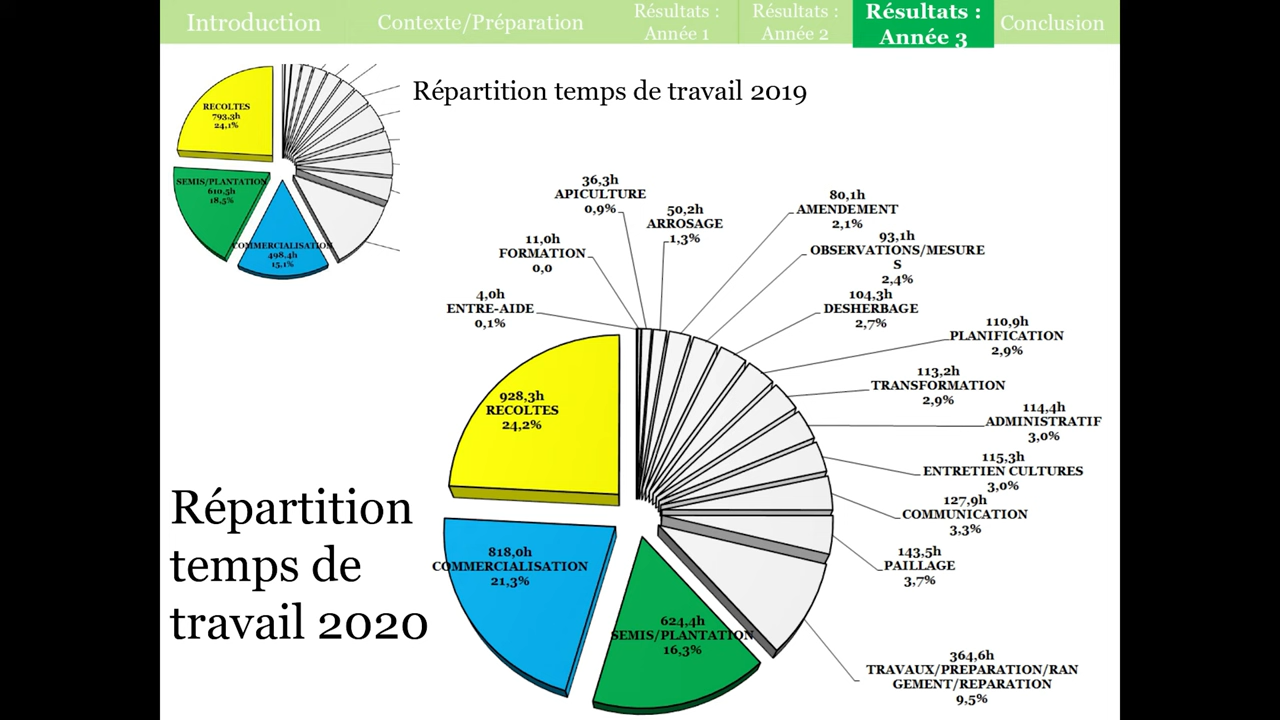 Introduction
Contexte/Préparation
Résultats :
Année 1
Résultats :
Année 2
Résultats :
Année 3
Conclusion
Répartition temps de travail 2019
RECOLTES
793,3h
24,1%
SEMIS/PLANTATION
610,5h
18,5%
COMMERCIALISATION
498,4h
15,1%
36,3h
APICULTURE
0,9%
50,2h
ARROSAGE
1,3%
80,1h
AMENDEMENT
2,1%
11,0h
FORMATION
0,0
93,1h
OBSERVATIONS/MESURE
S
2,4%
4,0h
ENTRE-AIDE
0,1%
104,3h
DESHERBAGE
2,7%
110,9h
PLANIFICATION
2,9%
113,2h
TRANSFORMATION
2,9%
114,4h
ADMINISTRATIF
3,0%
115,3h
ENTRETIEN CULTURES
3,0%
127,9h
COMMUNICATION
3,3%
143,5h
PAILLAGE
3,7%
364,6h
TRAVAUX/PREPARATION/RAN
GEMENT/REPARATION
9,5%
928,3h
RECOLTES
24,2%
818,0h
COMMERCIALISATION
21,3%
624,4h
SEMIS/PLANTATION
16,3%
Répartition
temps de
travail 2020